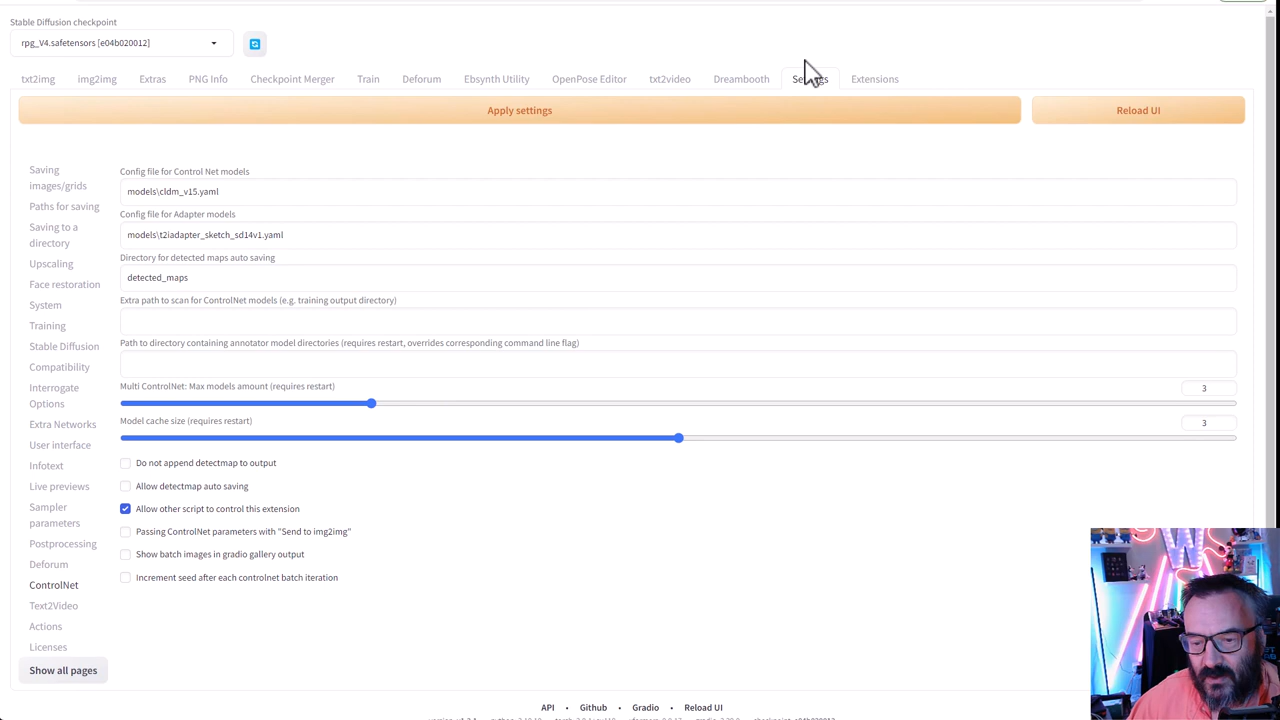 Stable Diffusion checkpoint
rpg_V4.safetensors [e04b020012]
txt2img img2img Extras PNG Info Checkpoint Merger Train Deforum Ebsynth Utility OpenPose Editor txt2video Dreambooth Settings Extensions
Apply settings Reload UI
Saving images/grids
Paths for saving
Saving to a directory
Upscaling
Face restoration
System
Training
Stable Diffusion
Compatibility
Interrogate Options
Extra Networks
User interface
Infotext
Live previews
Sampler parameters
Postprocessing
Deforum
ControlNet
Text2Video
Actions
Licenses
Show all pages
Config file for Control Net models
models\cldm_v15.yaml
Config file for Adapter models
models\t2iadapter_sketch_sd14v1.yaml
Directory for detected maps auto saving
detected_maps
Extra path to scan for ControlNet models (e.g. training output directory)
Path to directory containing annotator model directories (requires restart, overrides corresponding command line flag)
Multi ControlNet: Max models amount (requires restart) 3
Model cache size (requires restart) 3
Do not append detectmap to output
Allow detectmap auto saving
Allow other script to control this extension
Passing ControlNet parameters with "Send to img2img"
Show batch images in gradio gallery output
Increment seed after each controlnet batch iteration
API • Github • Gradio • Reload UI